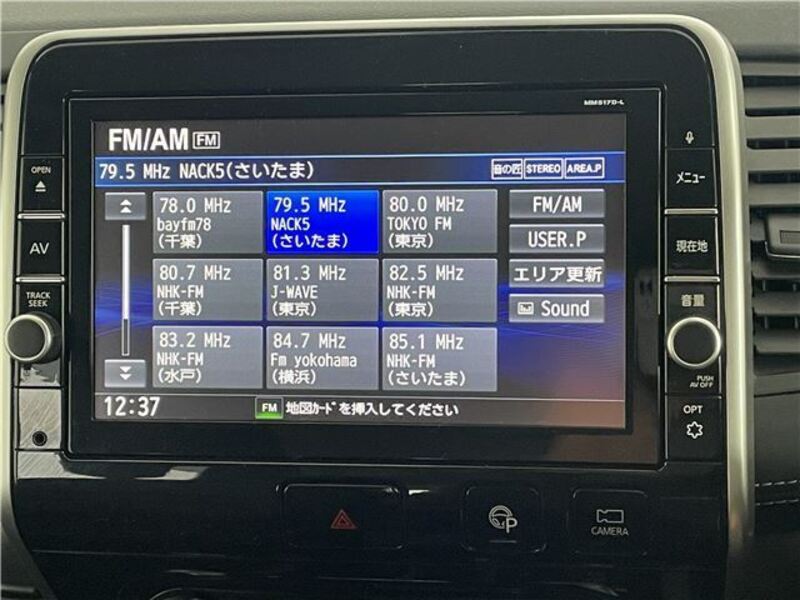 MM517D-L
OPEN
AV
TRACK
SEEK
FM/AM FM
79.5 MHz NACK5(さいたま)
音の匠 STEREO AREA.P
78.0 MHz
bayfm78
(千葉)
79.5 MHz
NACK5
(さいたま)
80.0 MHz
TOKYO FM
(東京)
80.7 MHz
NHK-FM
(千葉)
81.3 MHz
J-WAVE
(東京)
82.5 MHz
NHK-FM
(東京)
83.2 MHz
NHK-FM
(水戸)
84.7 MHz
Fm yokohama
(横浜)
85.1 MHz
NHK-FM
(さいたま)
FM/AM
USER.P
エリア更新
Sound
12:37
FM 地図ｶｰﾄﾞを挿入してください
メニュー
現在地
音量
PUSH
AV OFF
OPT
P
CAMERA